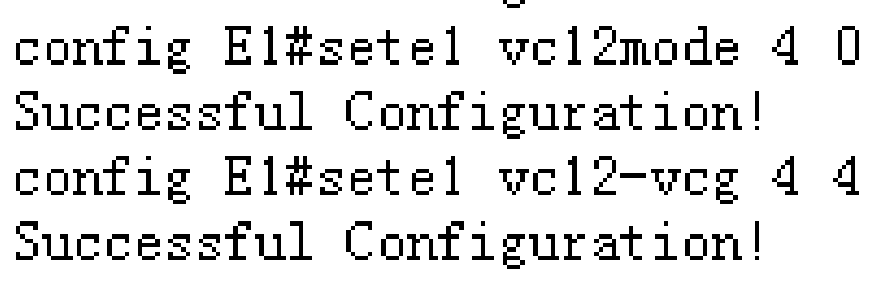 config E1#sete1 vc12mode 4 0
Successful Configuration!
config E1#sete1 vc12-vcg 4 4
Successful Configuration!